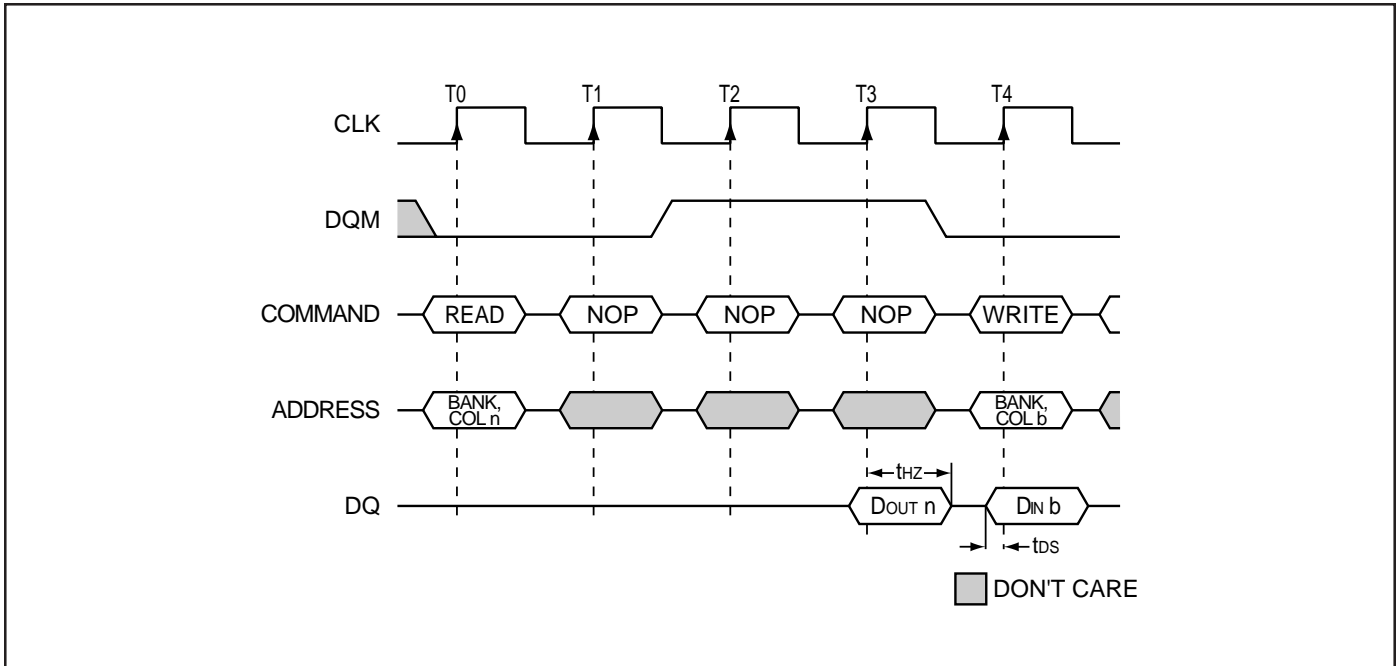 T0 T1 T2 T3 T4
CLK
DQM
COMMAND READ NOP NOP NOP WRITE
ADDRESS BANK, COL n BANK, COL b
tHZ
DQ DOUT n DIN b
tDS
DON'T CARE